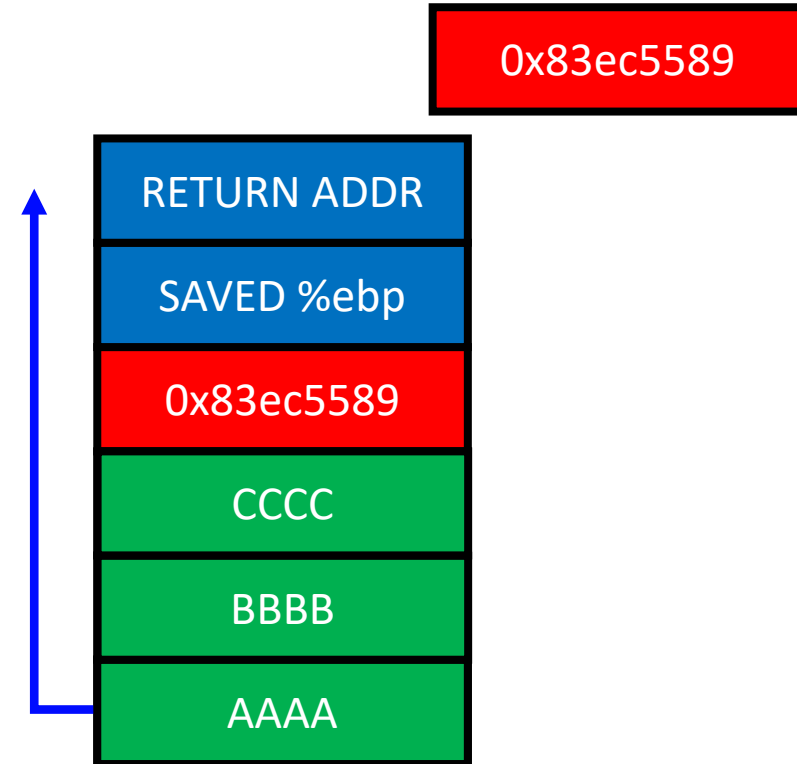 0x83ec5589
RETURN ADDR
SAVED %ebp
0x83ec5589
CCCC
BBBB
AAAA